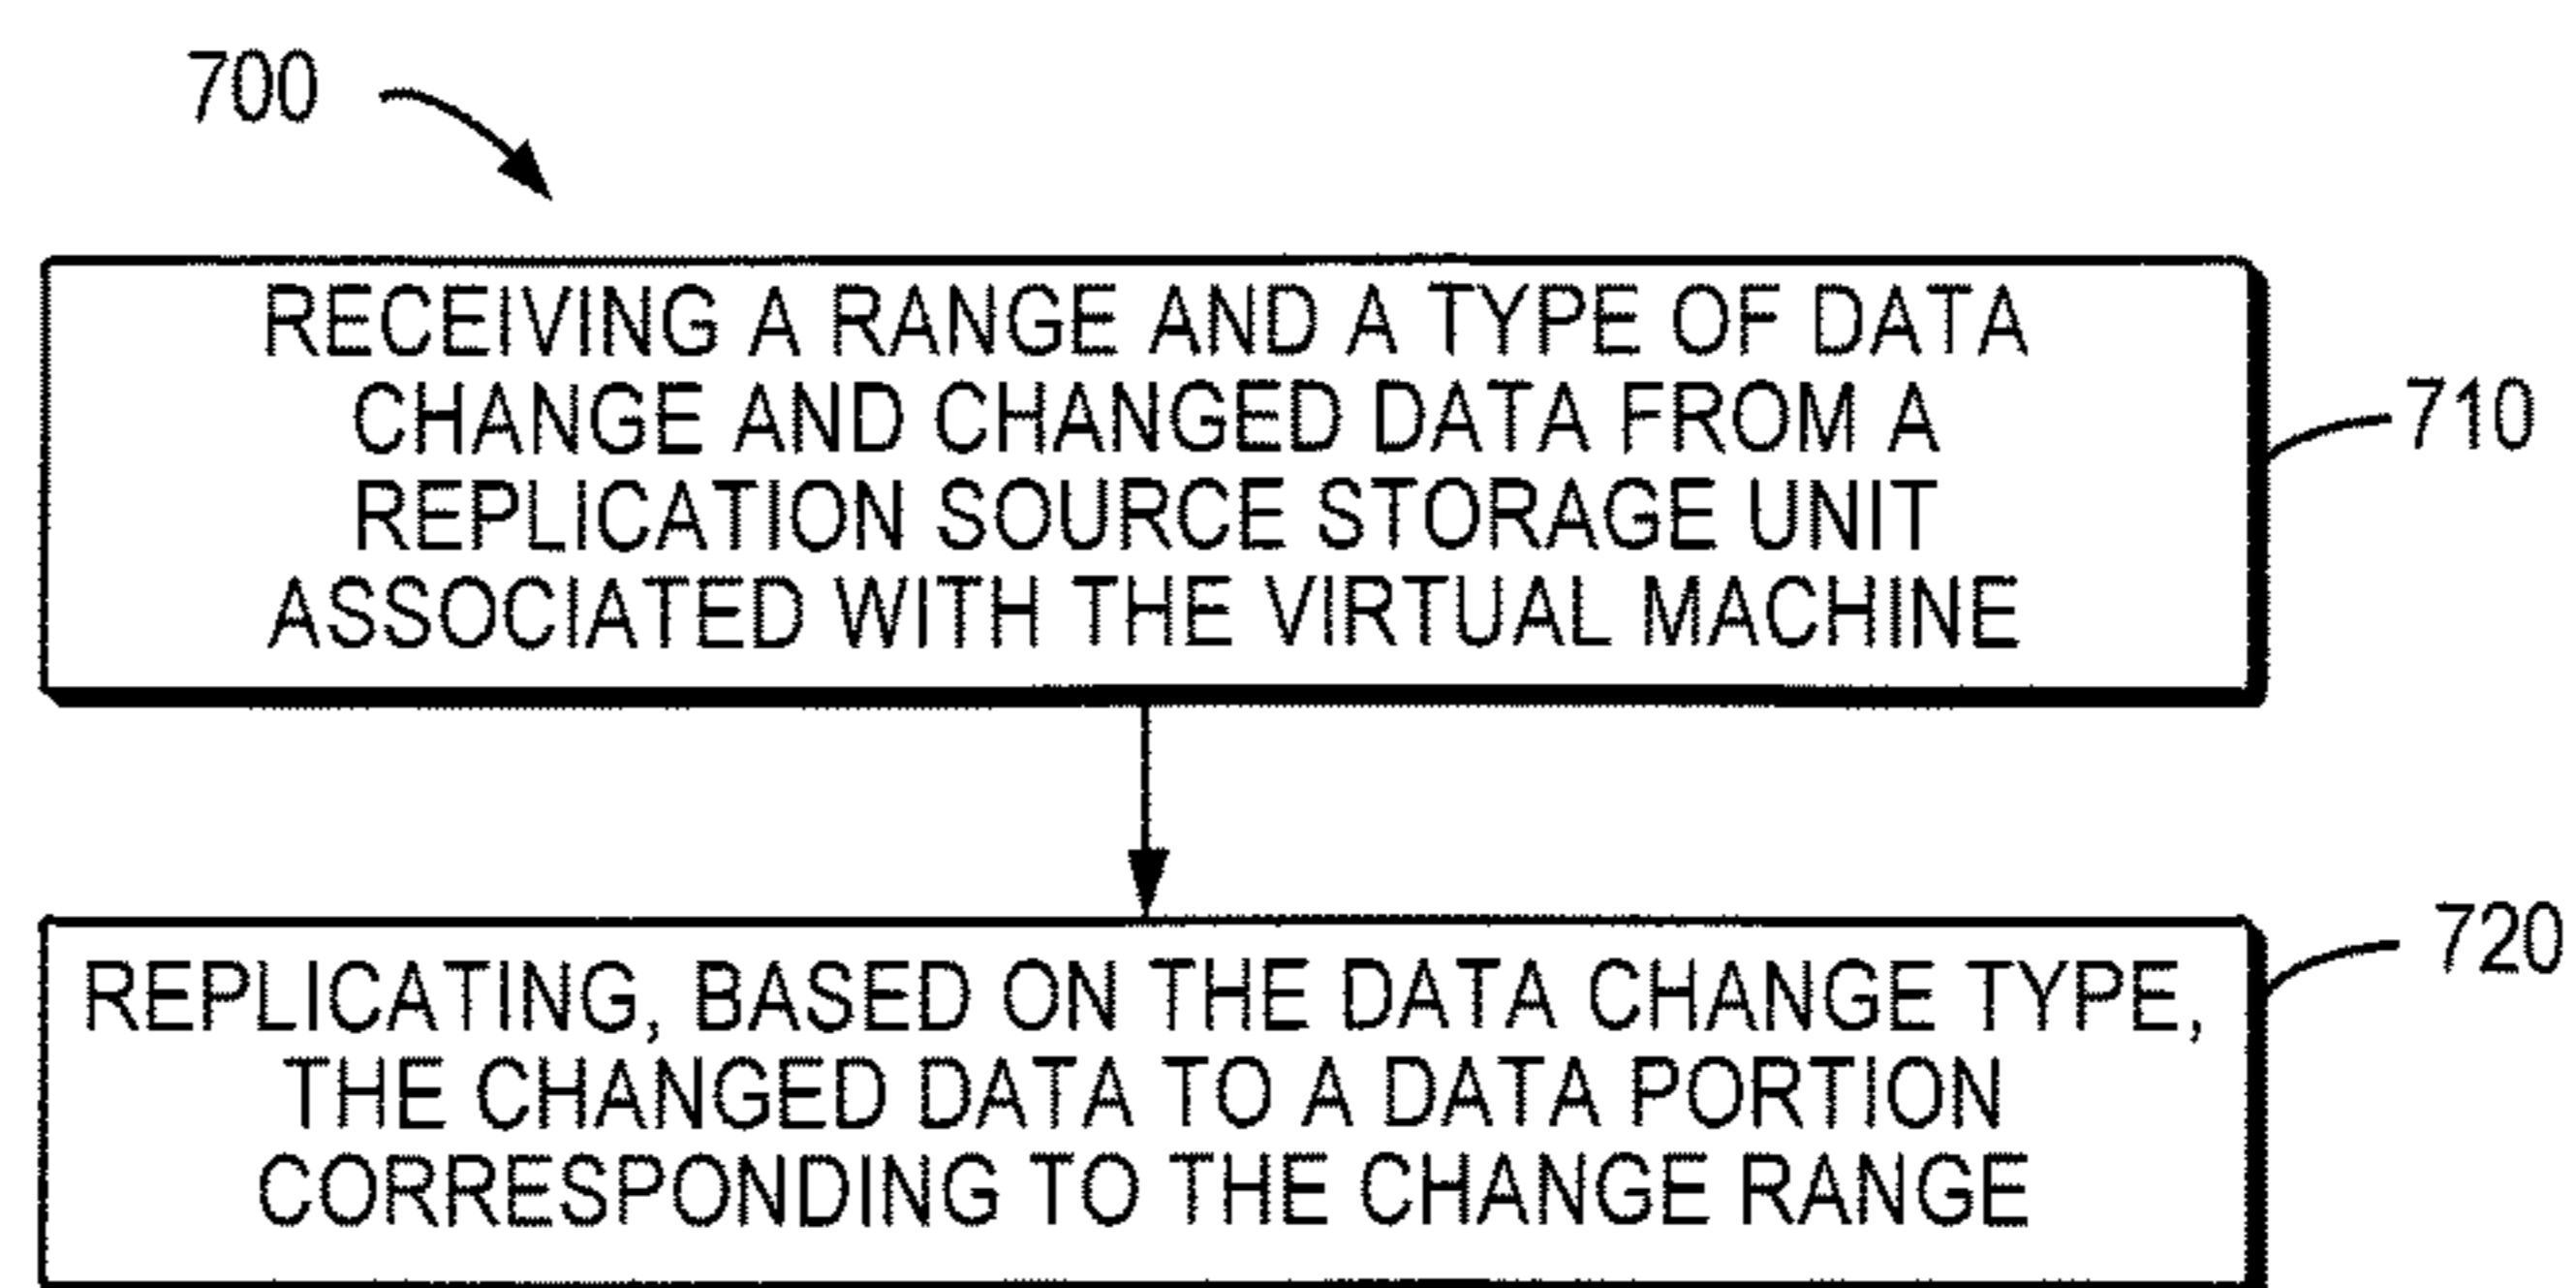 700
RECEIVING A RANGE AND A TYPE OF DATA
CHANGE AND CHANGED DATA FROM A
REPLICATION SOURCE STORAGE UNIT
ASSOCIATED WITH THE VIRTUAL MACHINE
710
REPLICATING, BASED ON THE DATA CHANGE TYPE,
THE CHANGED DATA TO A DATA PORTION
CORRESPONDING TO THE CHANGE RANGE
720